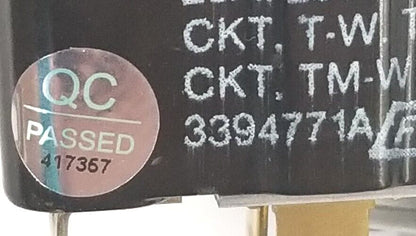 QC
PASSED
417367
CKT, T-W
CKT, TM-W
3394771A